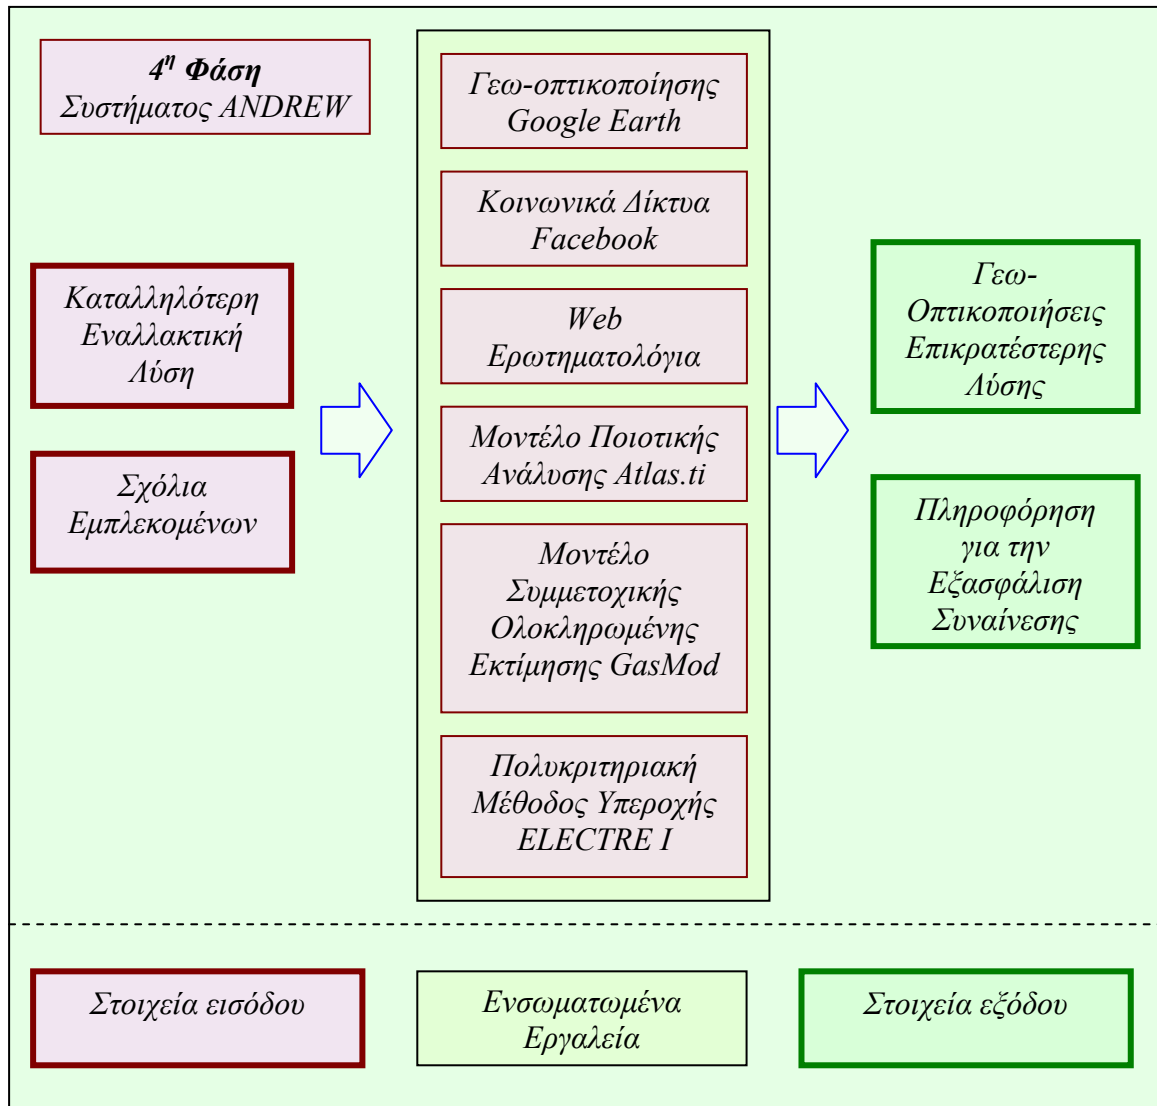 4η Φάση
Συστήματος ANDREW
Καταλληλότερη
Εναλλακτική
Λύση
Σχόλια
Εμπλεκομένων
Γεω-οπτικοποίησης
Google Earth
Κοινωνικά Δίκτυα
Facebook
Web
Ερωτηματολόγια
Μοντέλο Ποιοτικής
Ανάλυσης Atlas.ti
Μοντέλο
Συμμετοχικής
Ολοκληρωμένης
Εκτίμησης GasMod
Πολυκριτηριακή
Μέθοδος Υπεροχής
ELECTRE I
Γεω-
Οπτικοποιήσεις
Επικρατέστερης
Λύσης
Πληροφόρηση
για την
Εξασφάλιση
Συναίνεσης
Στοιχεία εισόδου
Ενσωματωμένα
Εργαλεία
Στοιχεία εξόδου